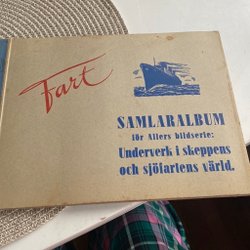 Fart
SAMLARALBUM
för Allers bildserie:
Underverk i skeppens
och sjöfartens värld.